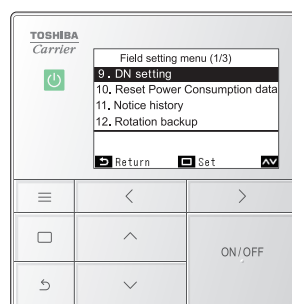 TOSHIBA
Carrier
Field setting menu (1/3)
9. DN setting
10. Reset Power Consumption data
11. Notice history
12. Rotation backup
Return Set
ON/OFF